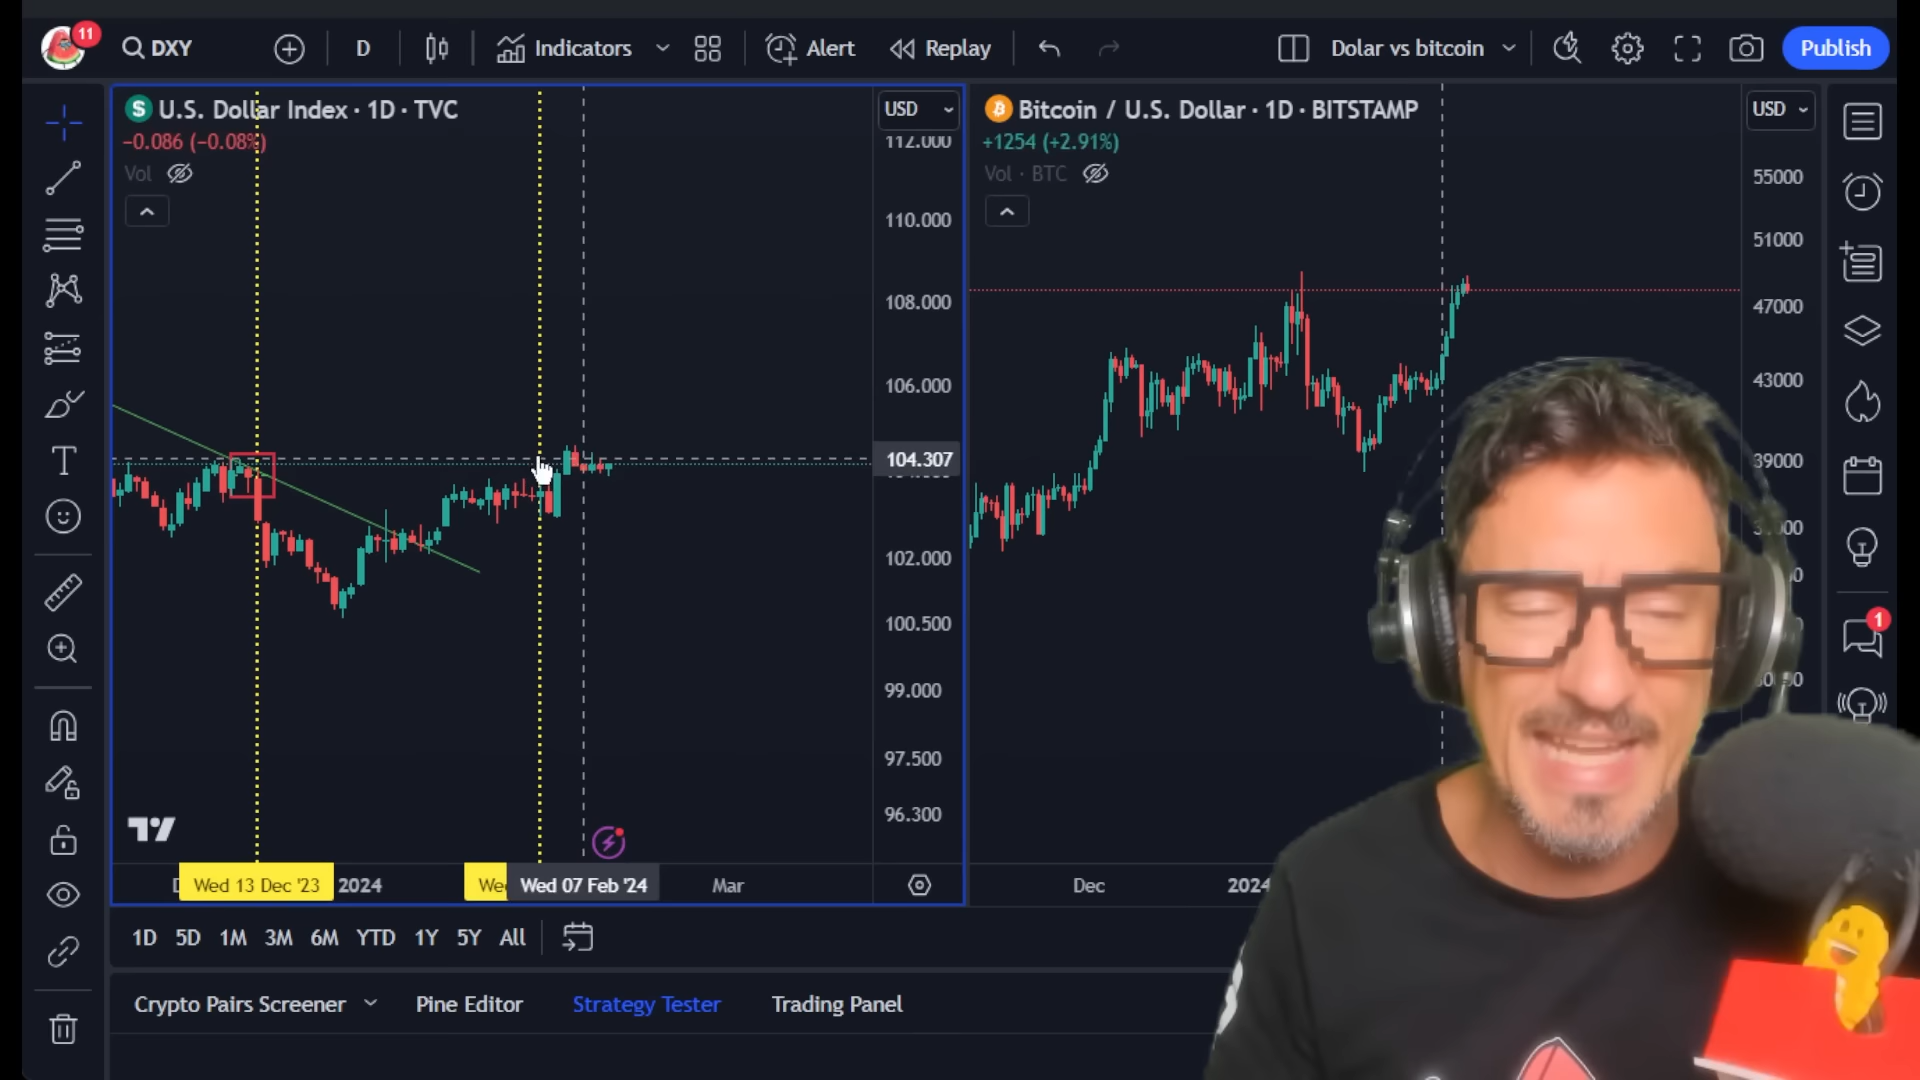 11
DXY
D
Indicators
Alert
Replay
Dolar vs bitcoin
Publish
U.S. Dollar Index · 1D · TVC
USD
−0.086 (−0.08%)
Vol
112.000
110.000
108.000
106.000
104.307
102.000
100.500
99.000
97.500
96.300
Wed 13 Dec '23
2024
Wed 07 Feb '24
Mar
Bitcoin / U.S. Dollar · 1D · BITSTAMP
USD
+1254 (+2.91%)
Vol · BTC
55000
51000
47000
43000
39000
Dec
2024
1
1D
5D
1M
3M
6M
YTD
1Y
5Y
All
Crypto Pairs Screener
Pine Editor
Strategy Tester
Trading Panel